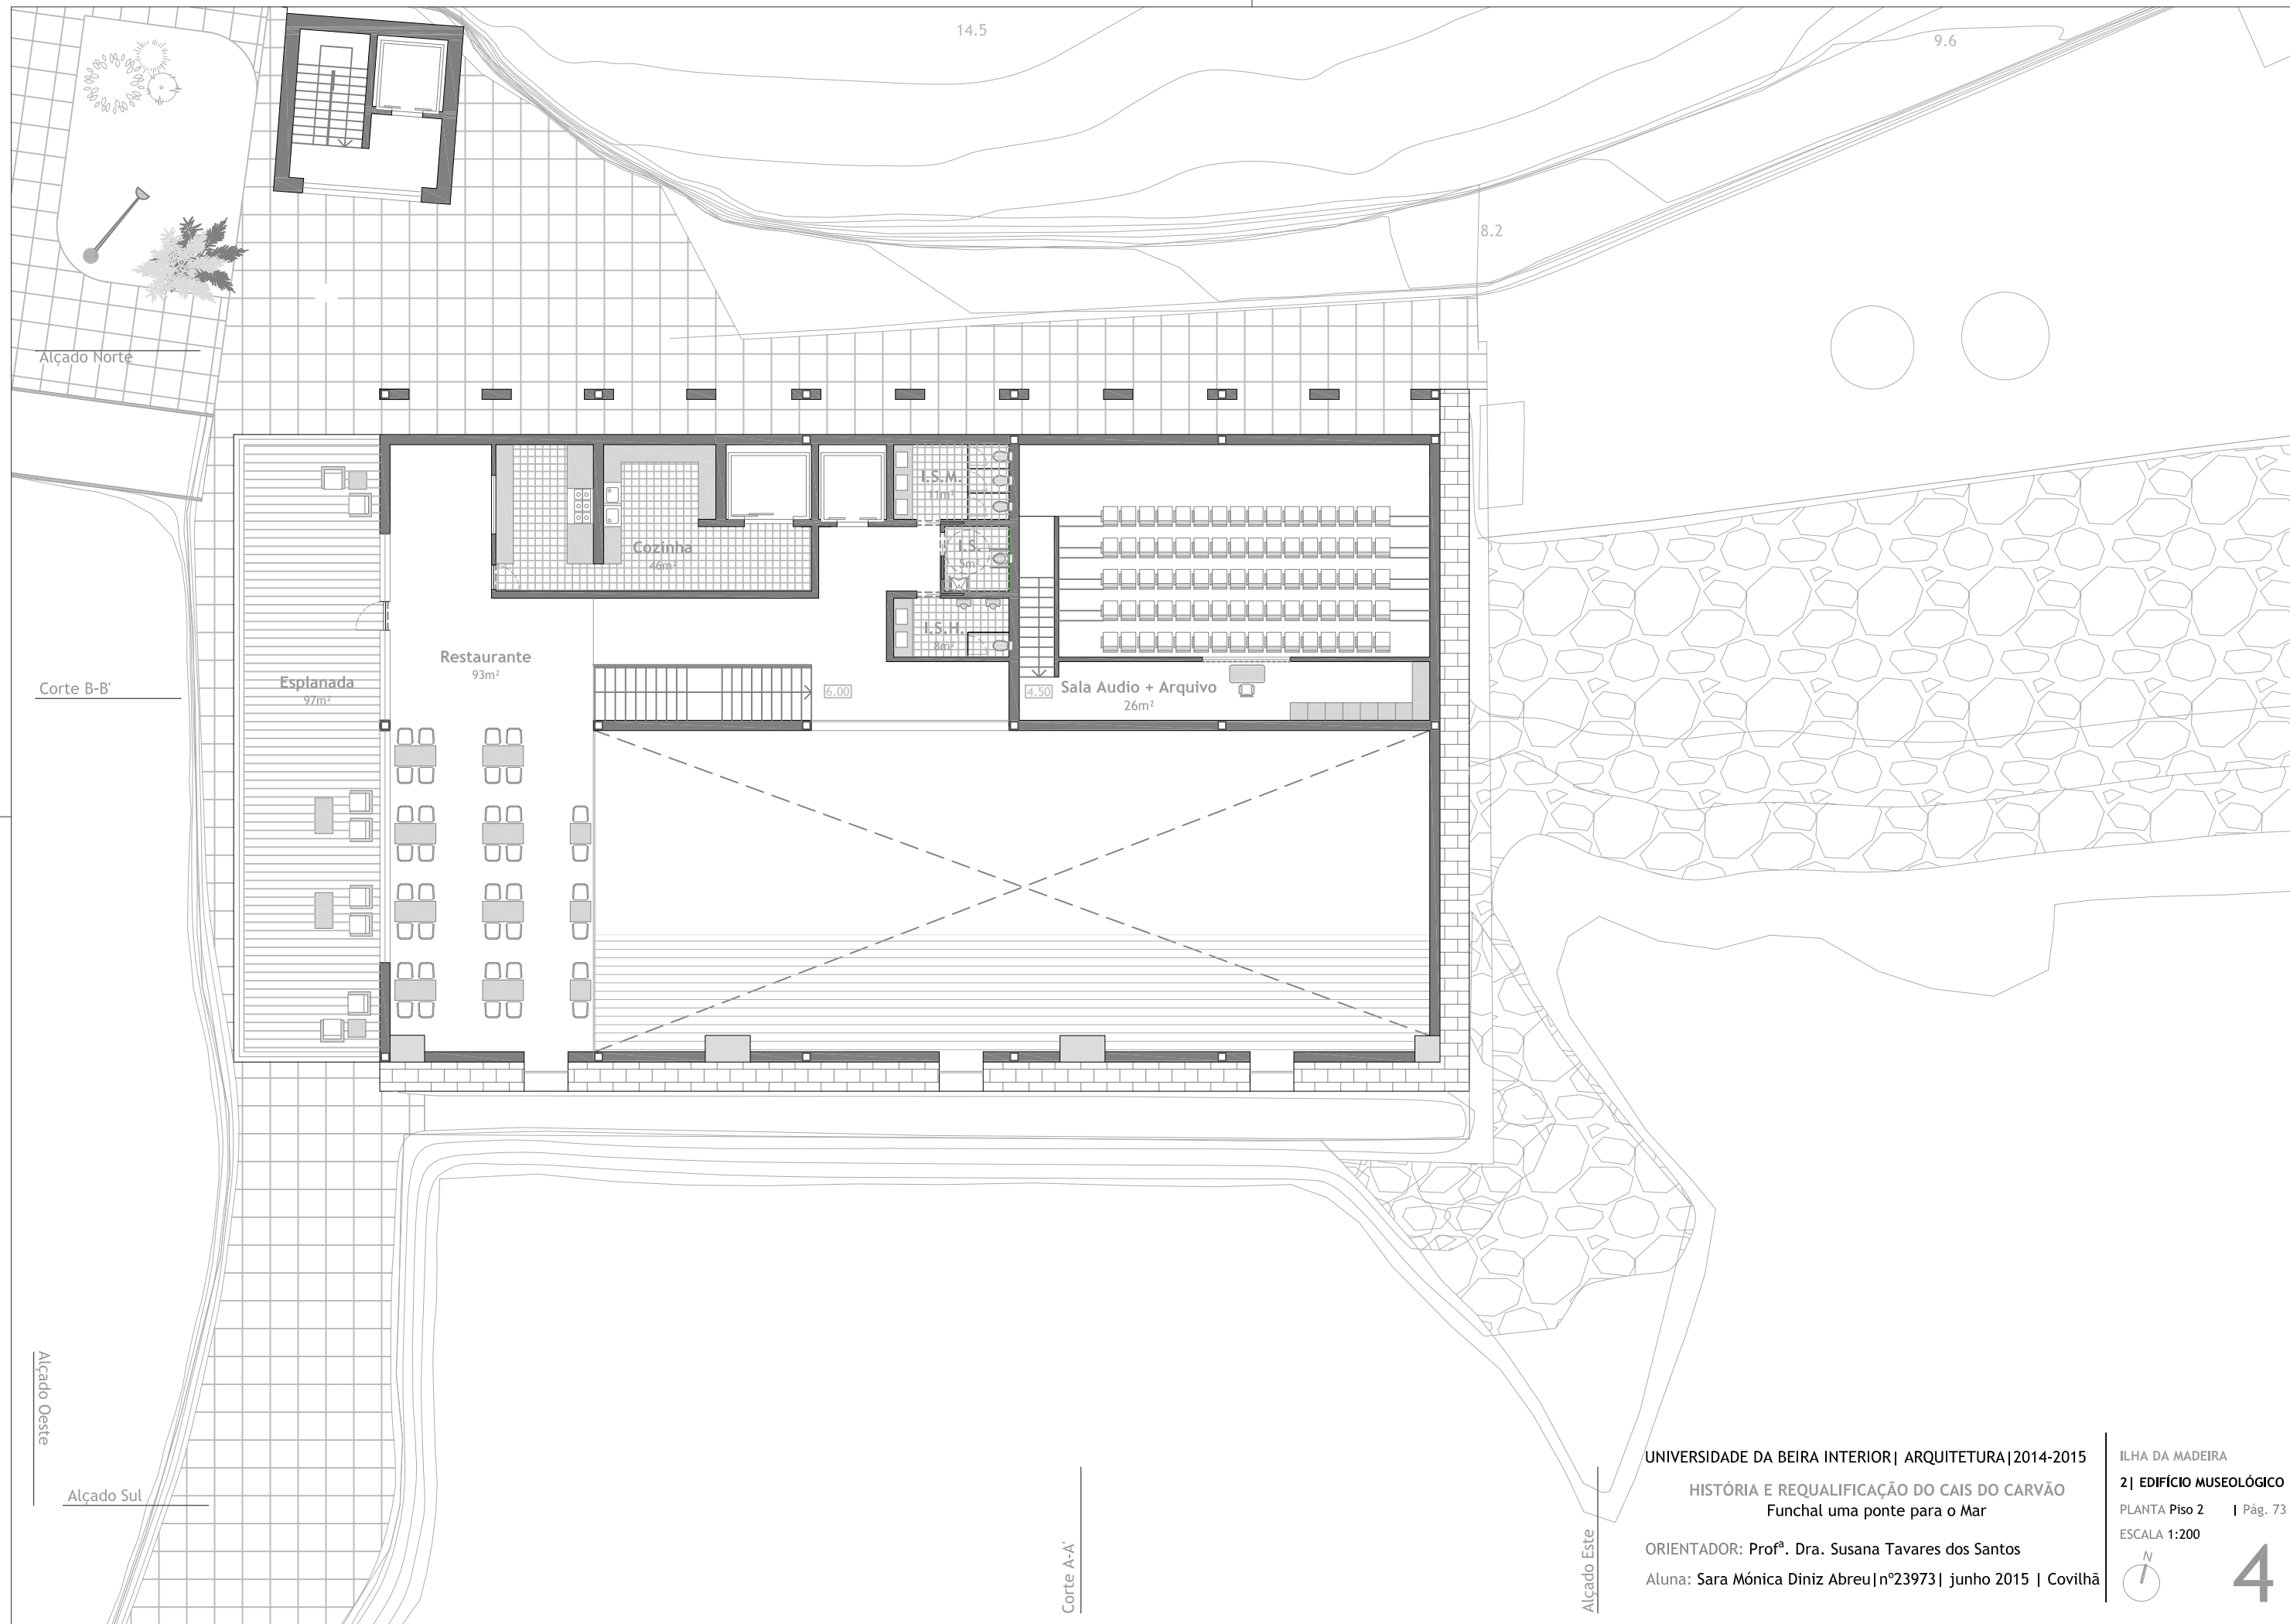 14.5
9.6
8.2
Alçado Norte
I.S.M.
11m²
Cozinha
46m²
I.S.
5m²
I.S.H.
8m²
Restaurante
93m²
Esplanada
97m²
Corte B-B'
6.00
4.50
Sala Audio + Arquivo
26m²
Alçado Oeste
Alçado Sul
Corte A-A'
Alçado Este
UNIVERSIDADE DA BEIRA INTERIOR| ARQUITETURA|2014-2015
HISTÓRIA E REQUALIFICAÇÃO DO CAIS DO CARVÃO
Funchal uma ponte para o Mar
ORIENTADOR: Profª. Dra. Susana Tavares dos Santos
Aluna: Sara Mónica Diniz Abreu|nº23973| junho 2015 | Covilhã
ILHA DA MADEIRA
2| EDIFÍCIO MUSEOLÓGICO
PLANTA Piso 2 | Pág. 73
ESCALA 1:200
N
4